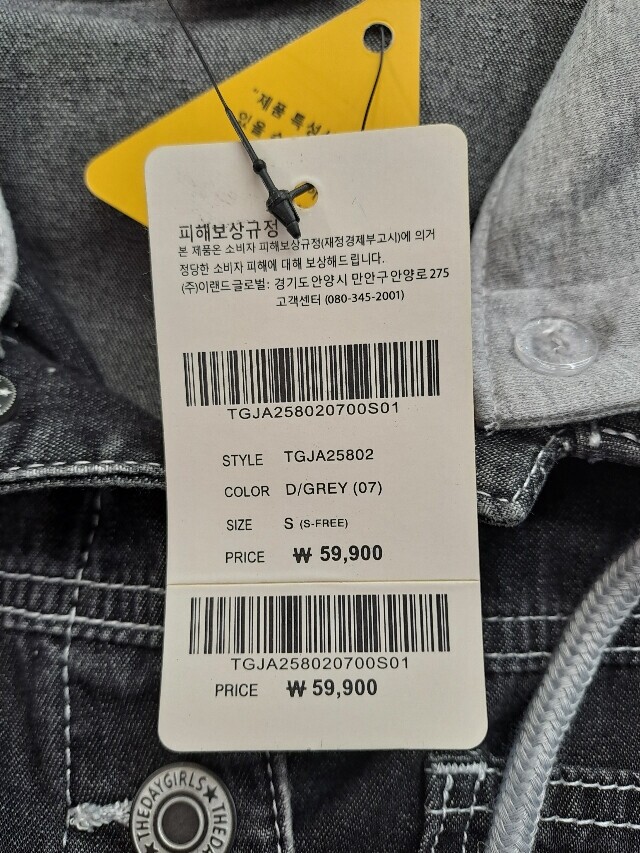 "제품 특성
있을 수
피해보상규정
본 제품은 소비자 피해보상규정(재정경제부고시)에 의거
정당한 소비자 피해에 대해 보상해드립니다.
(주)이랜드글로벌: 경기도 안양시 만안구 안양로 275
고객센터 (080-345-2001)
TGJA258020700S01
STYLE TGJA25802
COLOR D/GREY (07)
SIZE S (S-FREE)
PRICE ₩ 59,900
TGJA258020700S01
PRICE ₩ 59,900
THEDAYGIRLS★THE